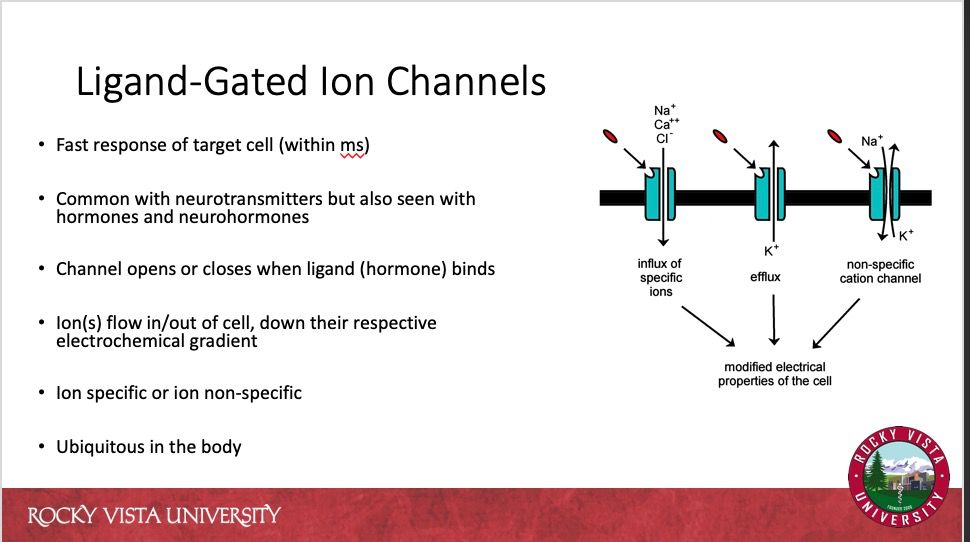 Ligand-Gated Ion Channels
• Fast response of target cell (within ms)
• Common with neurotransmitters but also seen with
hormones and neurohormones
• Channel opens or closes when ligand (hormone) binds
• Ion(s) flow in/out of cell, down their respective
electrochemical gradient
• Ion specific or ion non-specific
• Ubiquitous in the body
Na⁺
Ca⁺⁺
Cl⁻
influx of
specific
ions
K⁺
efflux
Na⁺
K⁺
non-specific
cation channel
modified electrical
properties of the cell
ROCKY VISTA UNIVERSITY
ROCKY VISTA
UNIVERSITY